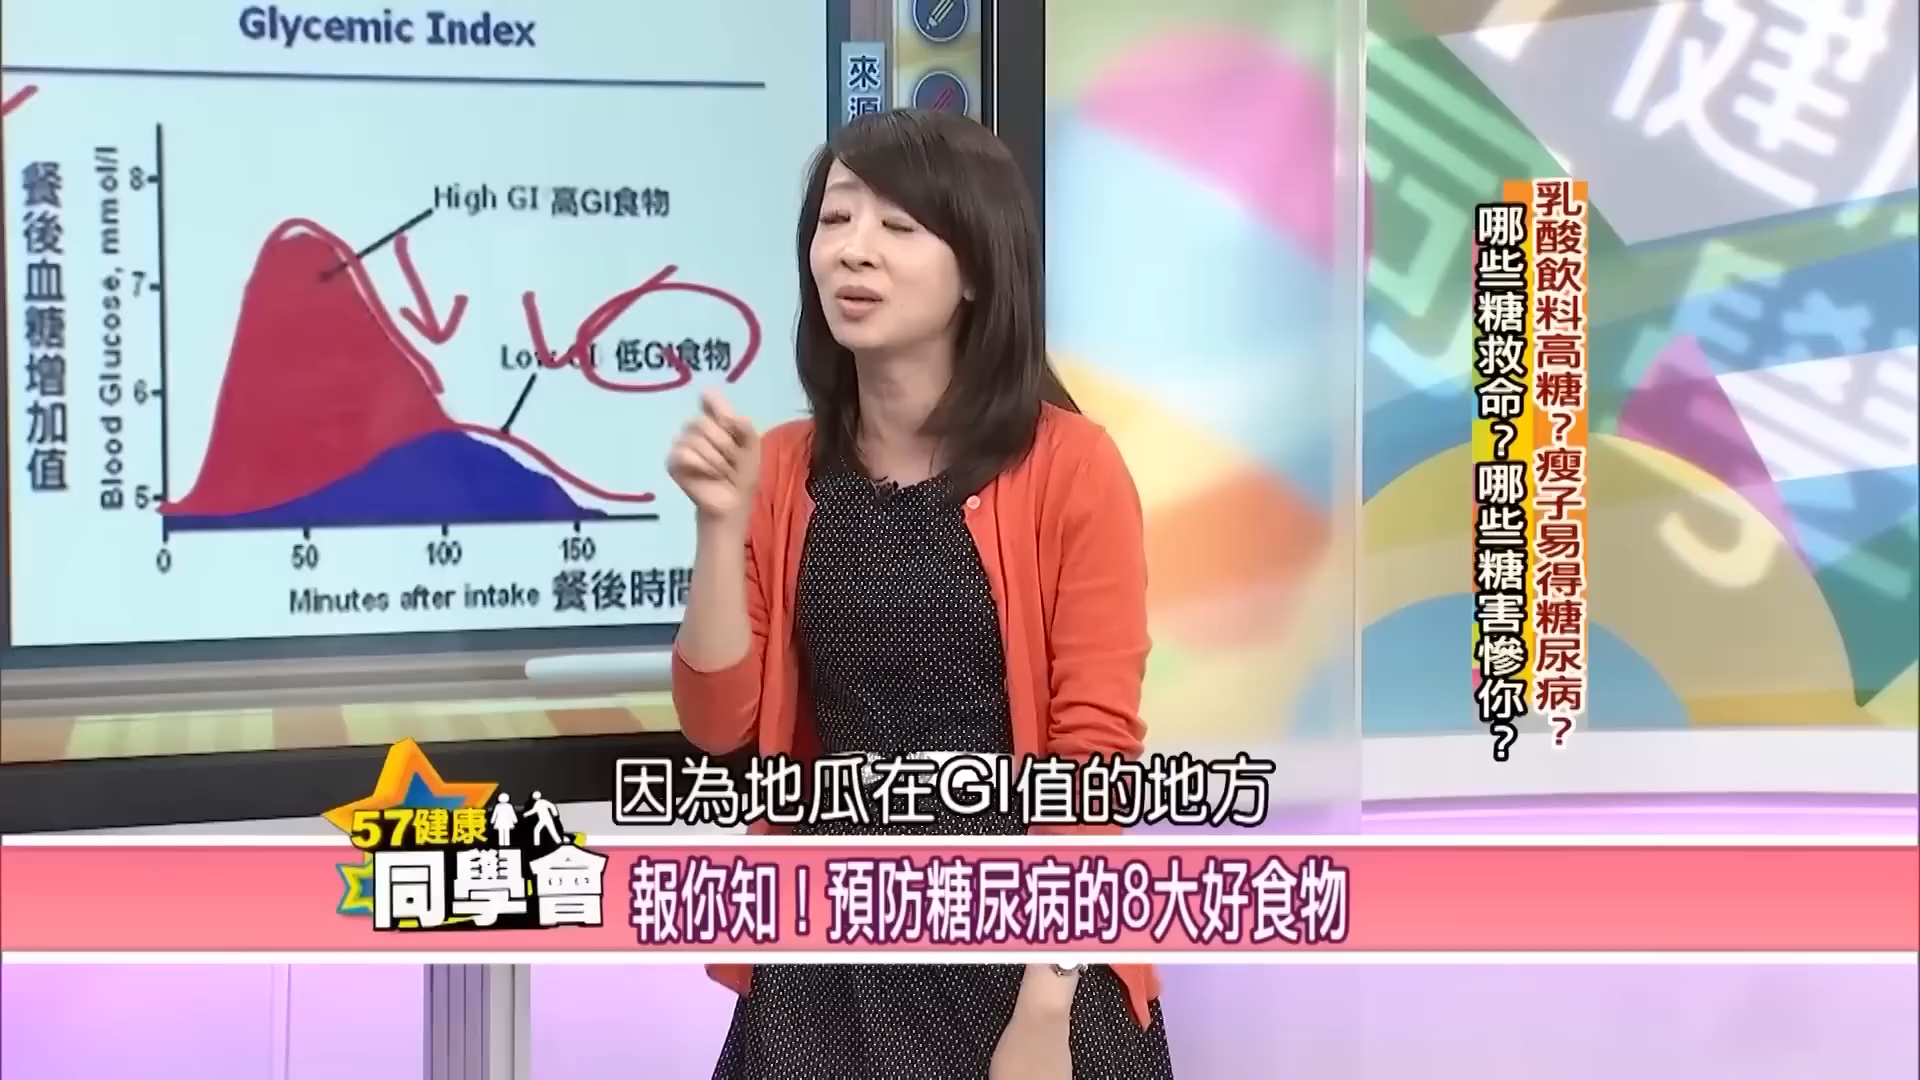 Glycemic Index
來源
餐後血糖增加值
Blood Glucose, mmol/l
8
7
6
5
High GI 高GI食物
Low GI 低GI食物
0
50
100
150
Minutes after intake 餐後時間
健
乳酸飲料高糖?瘦子易得糖尿病?
哪些糖救命?哪些糖害慘你?
因為地瓜在GI值的地方
57健康
同學會
報你知!預防糖尿病的8大好食物